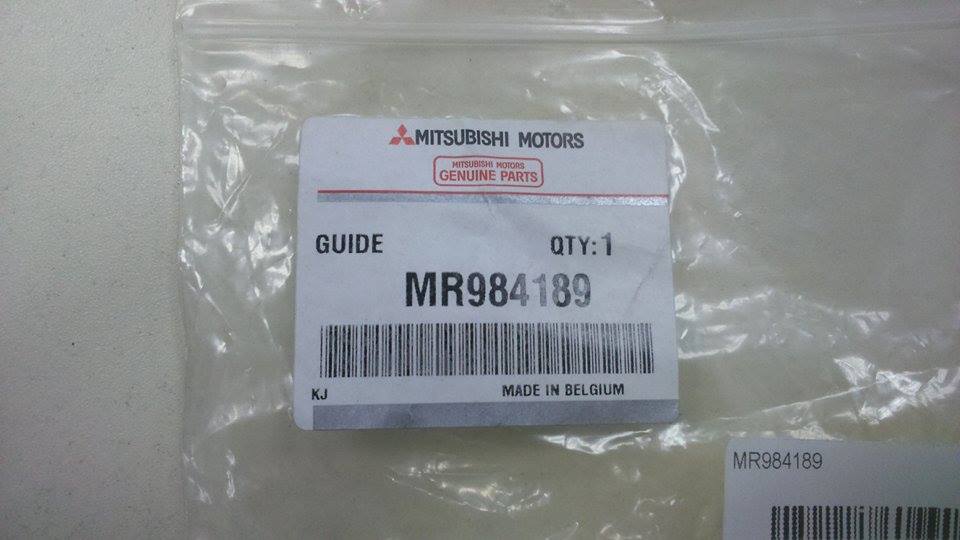 MITSUBISHI MOTORS
MITSUBISHI MOTORS
GENUINE PARTS
GUIDE QTY:1
MR984189
KJ MADE IN BELGIUM
MR984189